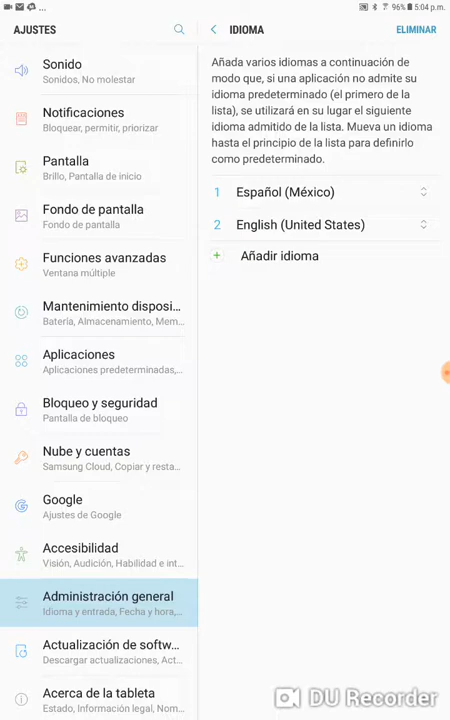 96% 5:04 p.m.
AJUSTES
IDIOMA
ELIMINAR
Sonido
Sonidos, No molestar
Notificaciones
Bloquear, permitir, priorizar
Pantalla
Brillo, Pantalla de inicio
Fondo de pantalla
Fondo de pantalla
Funciones avanzadas
Ventana múltiple
Mantenimiento disposi...
Batería, Almacenamiento, Mem...
Aplicaciones
Aplicaciones predeterminadas,...
Bloqueo y seguridad
Pantalla de bloqueo
Nube y cuentas
Samsung Cloud, Copiar y resta...
Google
Ajustes de Google
Accesibilidad
Visión, Audición, Habilidad e int...
Administración general
Idioma y entrada, Fecha y hora,...
Actualización de softw...
Descargar actualizaciones, Act...
Acerca de la tableta
Estado, Información legal, Nom...
Añada varios idiomas a continuación de
modo que, si una aplicación no admite su
idioma predeterminado (el primero de la
lista), se utilizará en su lugar el siguiente
idioma admitido de la lista. Mueva un idioma
hasta el principio de la lista para definirlo
como predeterminado.
1 Español (México)
2 English (United States)
+ Añadir idioma
DU Recorder